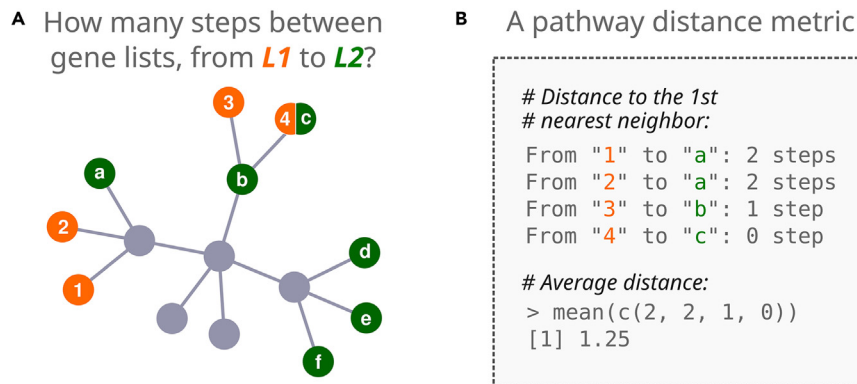 A How many steps between
gene lists, from L1 to L2?
3
4 c
a
b
2
1
d
e
f
B A pathway distance metric
# Distance to the 1st
# nearest neighbor:
From "1" to "a": 2 steps
From "2" to "a": 2 steps
From "3" to "b": 1 step
From "4" to "c": 0 step
# Average distance:
> mean(c(2, 2, 1, 0))
[1] 1.25